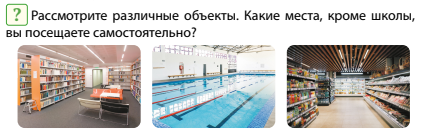 ? Рассмотрите различные объекты. Какие места, кроме школы,
вы посещаете самостоятельно?